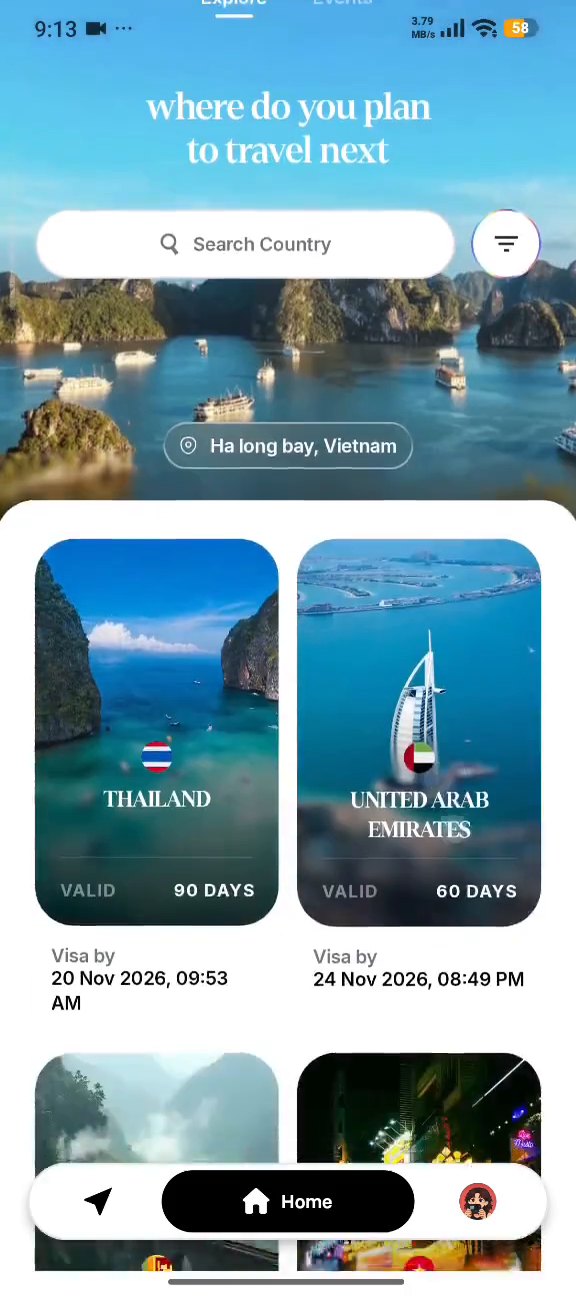 Explore Events
9:13 ... 3.79 MB/s 58
where do you plan
to travel next
Search Country
Ha long bay, Vietnam
THAILAND
VALID 90 DAYS
UNITED ARAB
EMIRATES
VALID 60 DAYS
Visa by
20 Nov 2026, 09:53
AM
Visa by
24 Nov 2026, 08:49 PM
Home